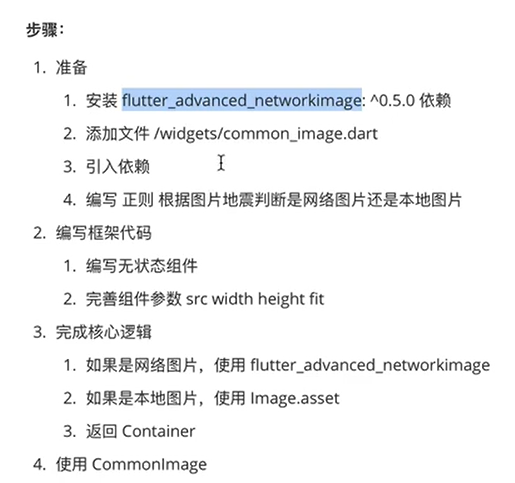 步骤：
1. 准备
1. 安装 flutter_advanced_networkimage: ^0.5.0 依赖
2. 添加文件 /widgets/common_image.dart
3. 引入依赖
4. 编写 正则 根据图片地震判断是网络图片还是本地图片
2. 编写框架代码
1. 编写无状态组件
2. 完善组件参数 src width height fit
3. 完成核心逻辑
1. 如果是网络图片，使用 flutter_advanced_networkimage
2. 如果是本地图片，使用 Image.asset
3. 返回 Container
4. 使用 CommonImage